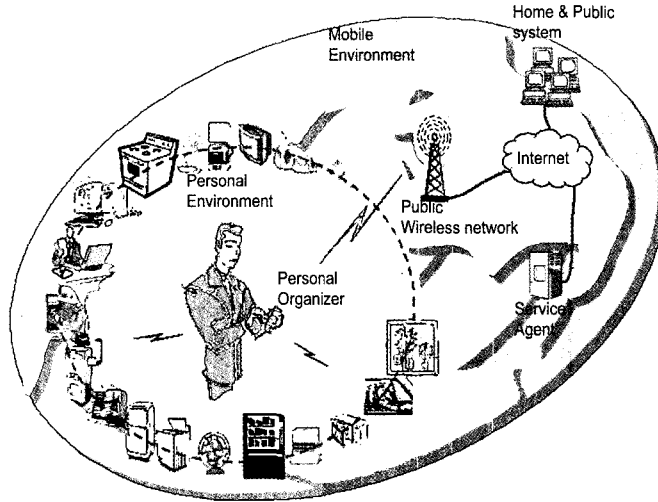 Home & Public
system
Mobile
Environment
Internet
Personal
Environment
Public
Wireless network
Personal
Organizer
Service
Agent